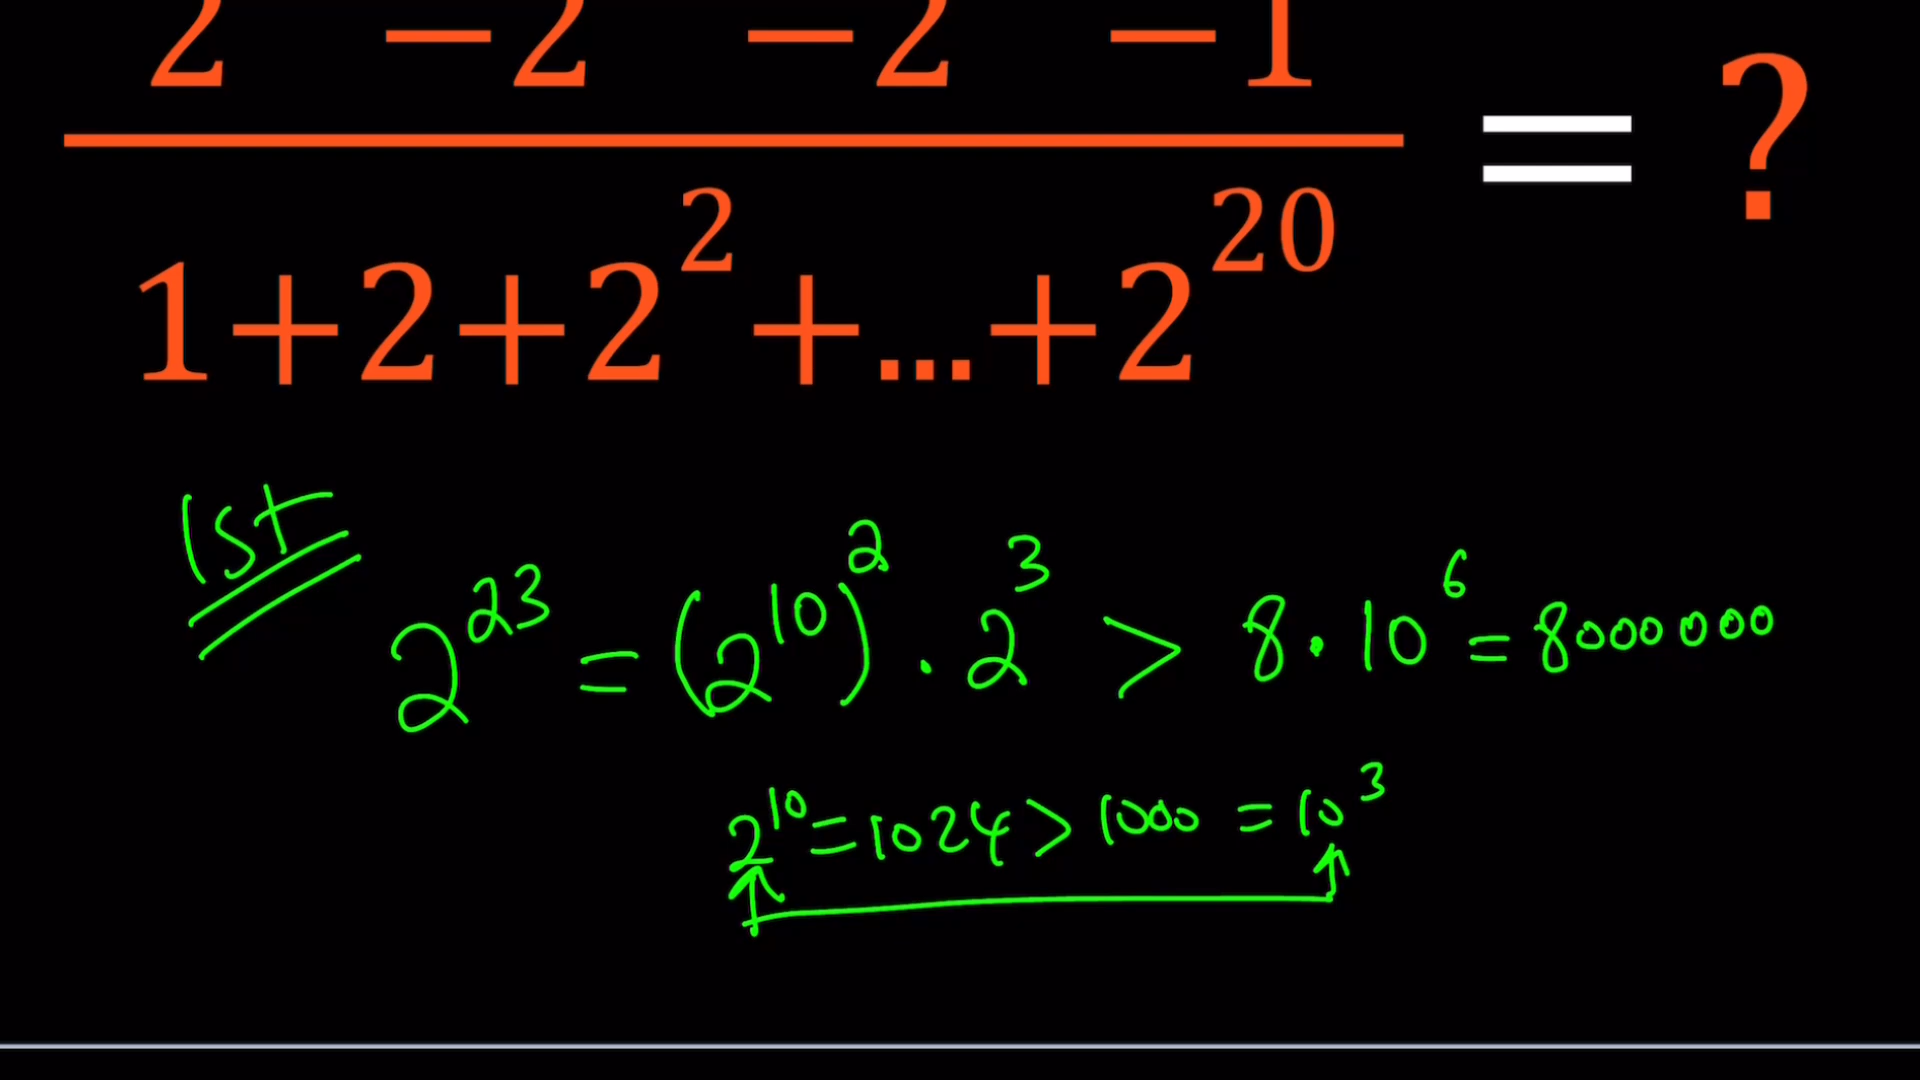 2 −2 −2 −1
= ?
1+2+2² +...+2²⁰
1st
2²³ = (2¹⁰)² . 2³ > 8 · 10⁶ = 8000000
2¹⁰ = 1024 > 1000 = 10³